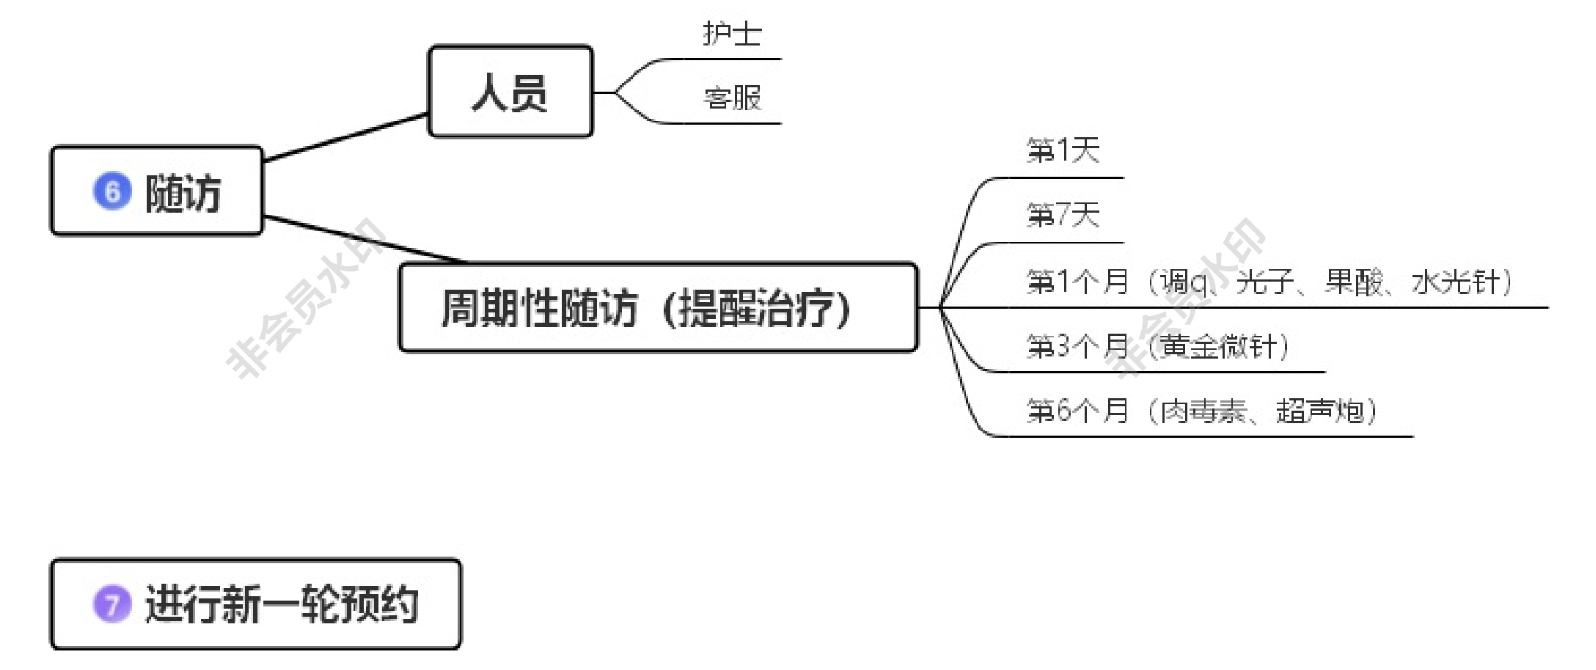 护士
人员
客服
6 随访
第1天
第7天
周期性随访（提醒治疗）
第1个月（调q、光子、果酸、水光针）
第3个月（黄金微针）
第6个月（肉毒素、超声炮）
7 进行新一轮预约
非会员水印
非会员水印